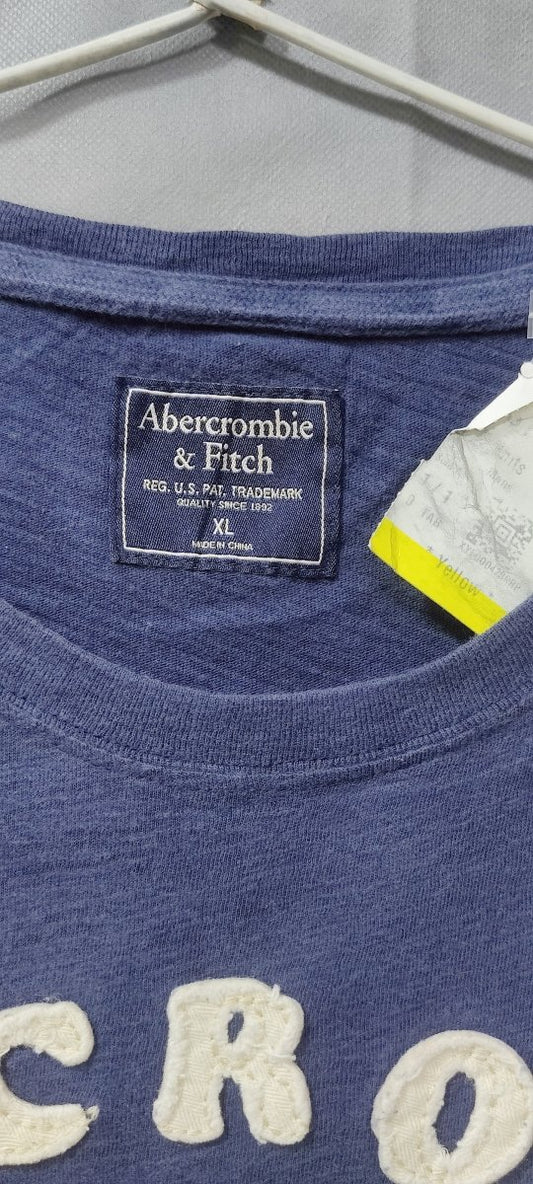 Abercrombie
& Fitch
REG. U.S. PAT. TRADEMARK
QUALITY SINCE 1892
XL
MADE IN CHINA
* Yellow *
CRO